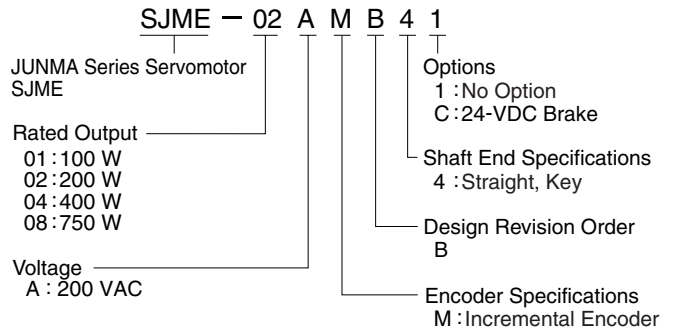 SJME - 02 A M B 4 1
JUNMA Series Servomotor
SJME
Rated Output
01:100 W
02:200 W
04:400 W
08:750 W
Voltage
A : 200 VAC
Options
1 :No Option
C:24-VDC Brake
Shaft End Specifications
4 :Straight, Key
Design Revision Order
B
Encoder Specifications
M:Incremental Encoder